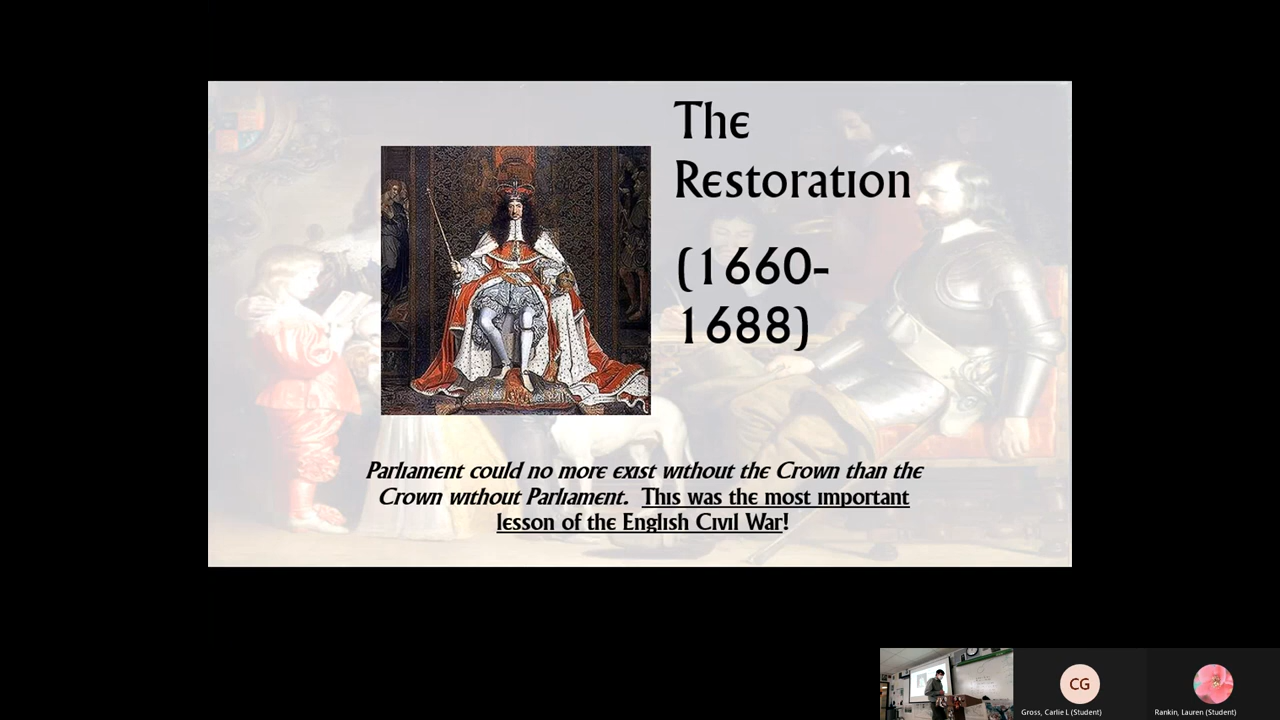 The
Restoration
(1660-
1688)
Parliament could no more exist without the Crown than the
Crown without Parliament. This was the most important
lesson of the English Civil War!
CG
Gross, Carlie L (Student)
Rankin, Lauren (Student)